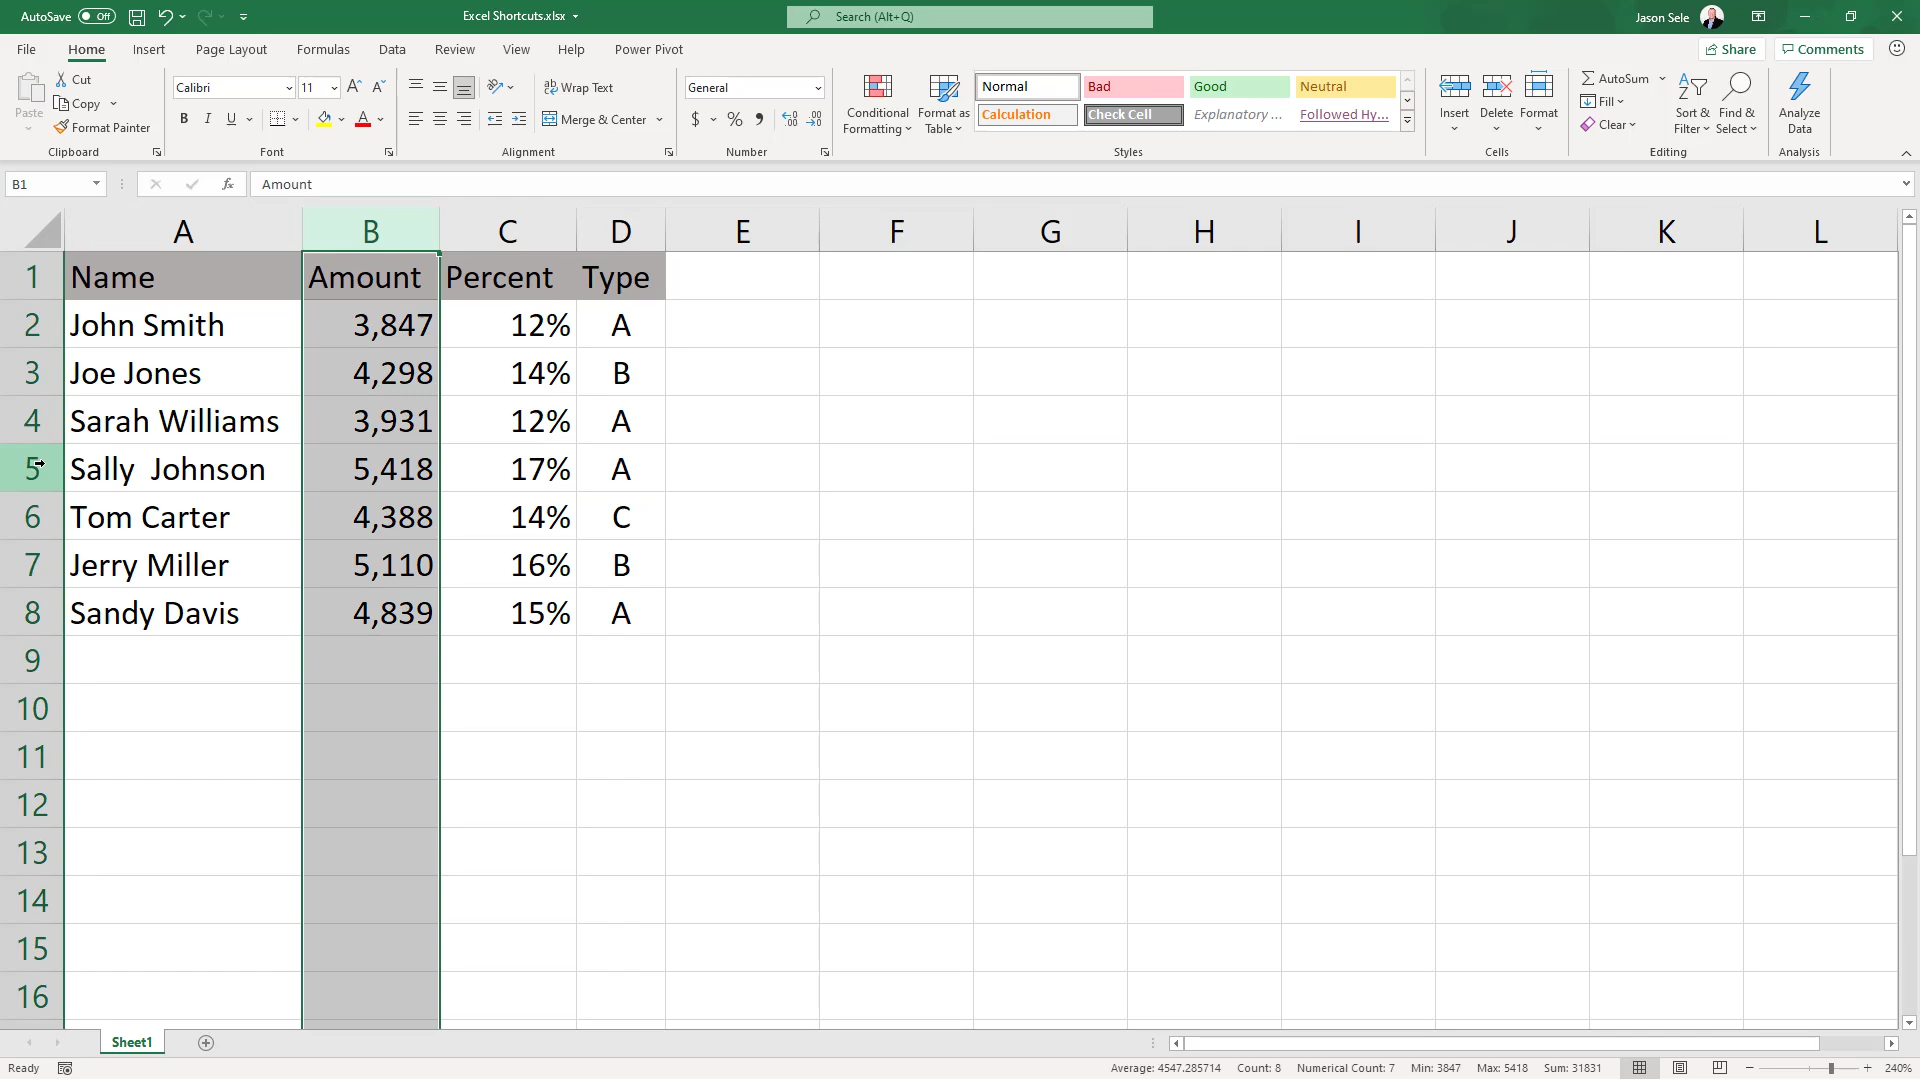 AutoSave Off Excel Shortcuts.xlsx Search (Alt+Q) Jason Sele
File Home Insert Page Layout Formulas Data Review View Help Power Pivot Share Comments
Paste Cut Copy Format Painter
Clipboard
Calibri 11 A A
B I U A
Font
ab Wrap Text
Merge & Center
Alignment
General
$ % 9 .00 .00
Number
Conditional Formatting
Format as Table
Normal Bad Good Neutral
Calculation Check Cell Explanatory ... Followed Hy...
Styles
Insert Delete Format
Cells
AutoSum Fill Clear
Sort & Filter
Find & Select
Editing
Analyze Data
Analysis
B1 fx Amount
A B C D E F G H I J K L
1 Name Amount Percent Type
2 John Smith 3,847 12% A
3 Joe Jones 4,298 14% B
4 Sarah Williams 3,931 12% A
5 Sally  Johnson 5,418 17% A
6 Tom Carter 4,388 14% C
7 Jerry Miller 5,110 16% B
8 Sandy Davis 4,839 15% A
9
10
11
12
13
14
15
16
Sheet1
Ready Average: 4547.285714 Count: 8 Numerical Count: 7 Min: 3847 Max: 5418 Sum: 31831 240%